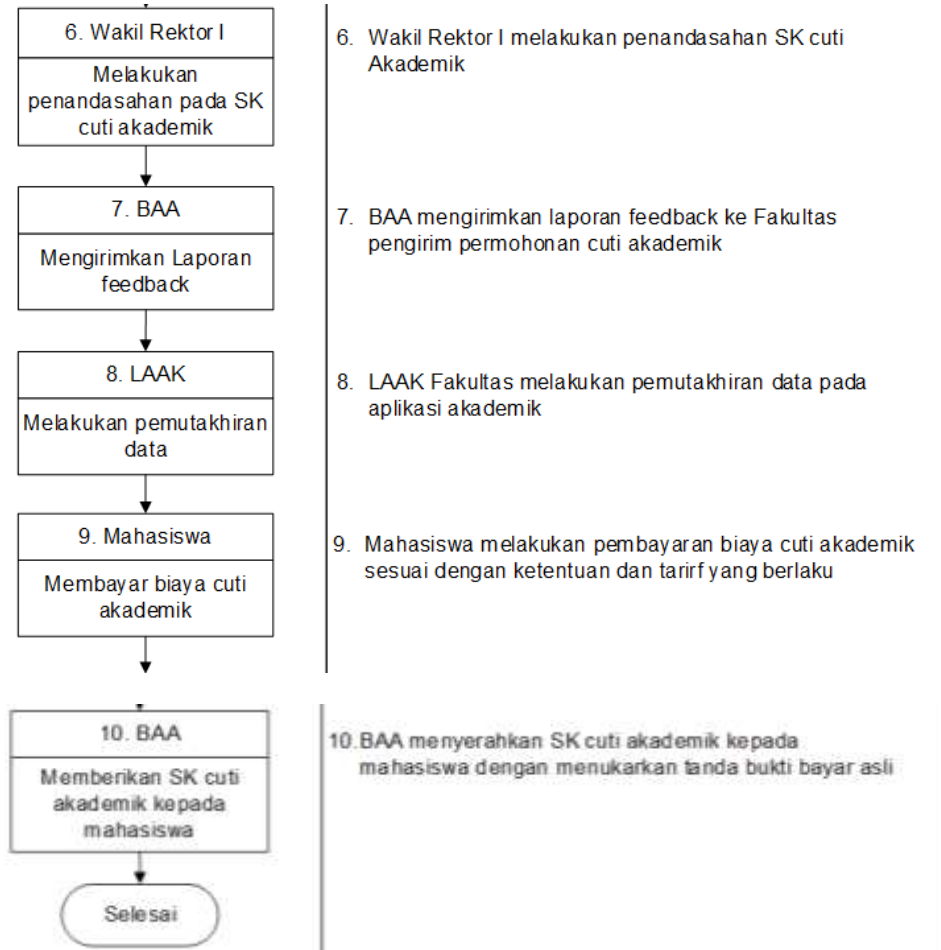 6. Wakil Rektor I
Melakukan
penandasahan pada SK
cuti akademik
6. Wakil Rektor I melakukan penandasahan SK cuti
Akademik
7. BAA
Mengirimkan Laporan
feedback
7. BAA mengirimkan laporan feedback ke Fakultas
pengirim permohonan cuti akademik
8. LAAK
Melakukan pemutakhiran
data
8. LAAK Fakultas melakukan pemutakhiran data pada
aplikasi akademik
9. Mahasiswa
Membayar biaya cuti
akademik
9. Mahasiswa melakukan pembayaran biaya cuti akademik
sesuai dengan ketentuan dan tarirf yang berlaku
10. BAA
Memberikan SK cuti
akademik kepada
mahasiswa
10. BAA menyerahkan SK cuti akademik kepada
mahasiswa dengan menukarkan tanda bukti bayar asli
Selesai